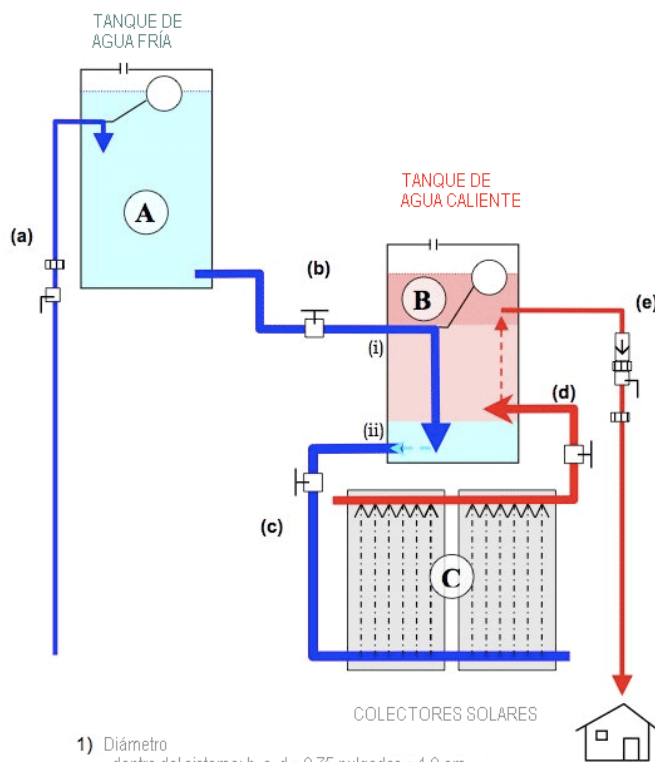 TANQUE DE
AGUA FRÍA
A
(a)
(b)
TANQUE DE
AGUA CALIENTE
B
(e)
(i)
(d)
(ii)
(c)
C
COLECTORES SOLARES
1) Diámetro